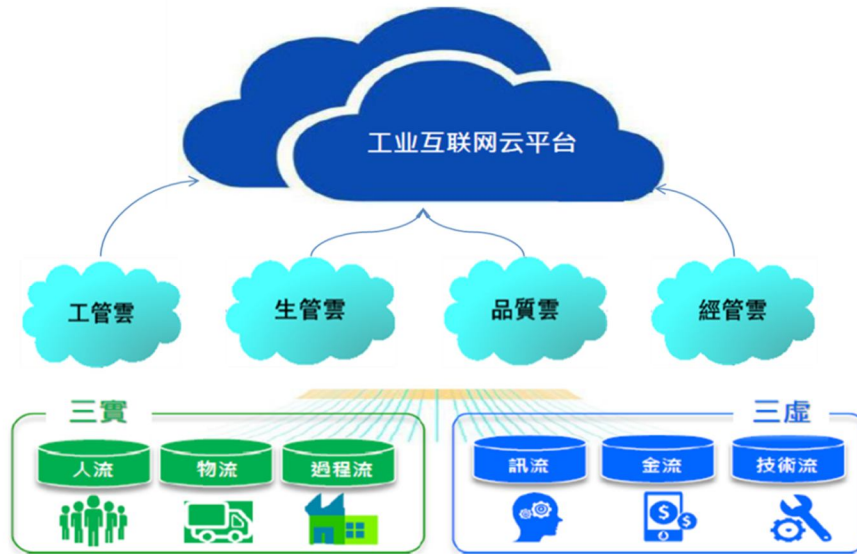 工业互联网云平台
工管雲
生管雲
品質雲
經管雲
三實
三虛
人流
物流
過程流
訊流
金流
技術流